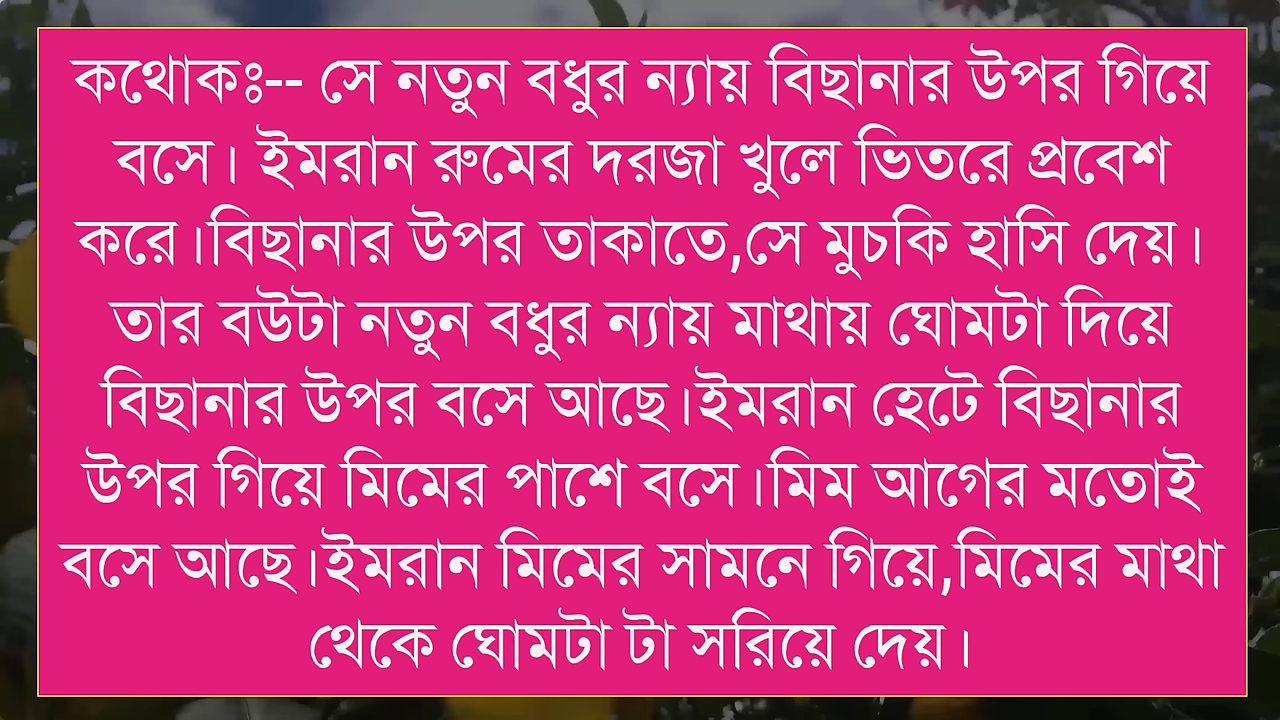 কথোকঃ-- সে নতুন বধুর ন্যায় বিছানার উপর গিয়ে
বসে। ইমরান রুমের দরজা খুলে ভিতরে প্রবেশ
করে।বিছানার উপর তাকাতে,সে মুচকি হাসি দেয়।
তার বউটা নতুন বধুর ন্যায় মাথায় ঘোমটা দিয়ে
বিছানার উপর বসে আছে।ইমরান হেটে বিছানার
উপর গিয়ে মিমের পাশে বসে।মিম আগের মতোই
বসে আছে।ইমরান মিমের সামনে গিয়ে,মিমের মাথা
থেকে ঘোমটা টা সরিয়ে দেয়।